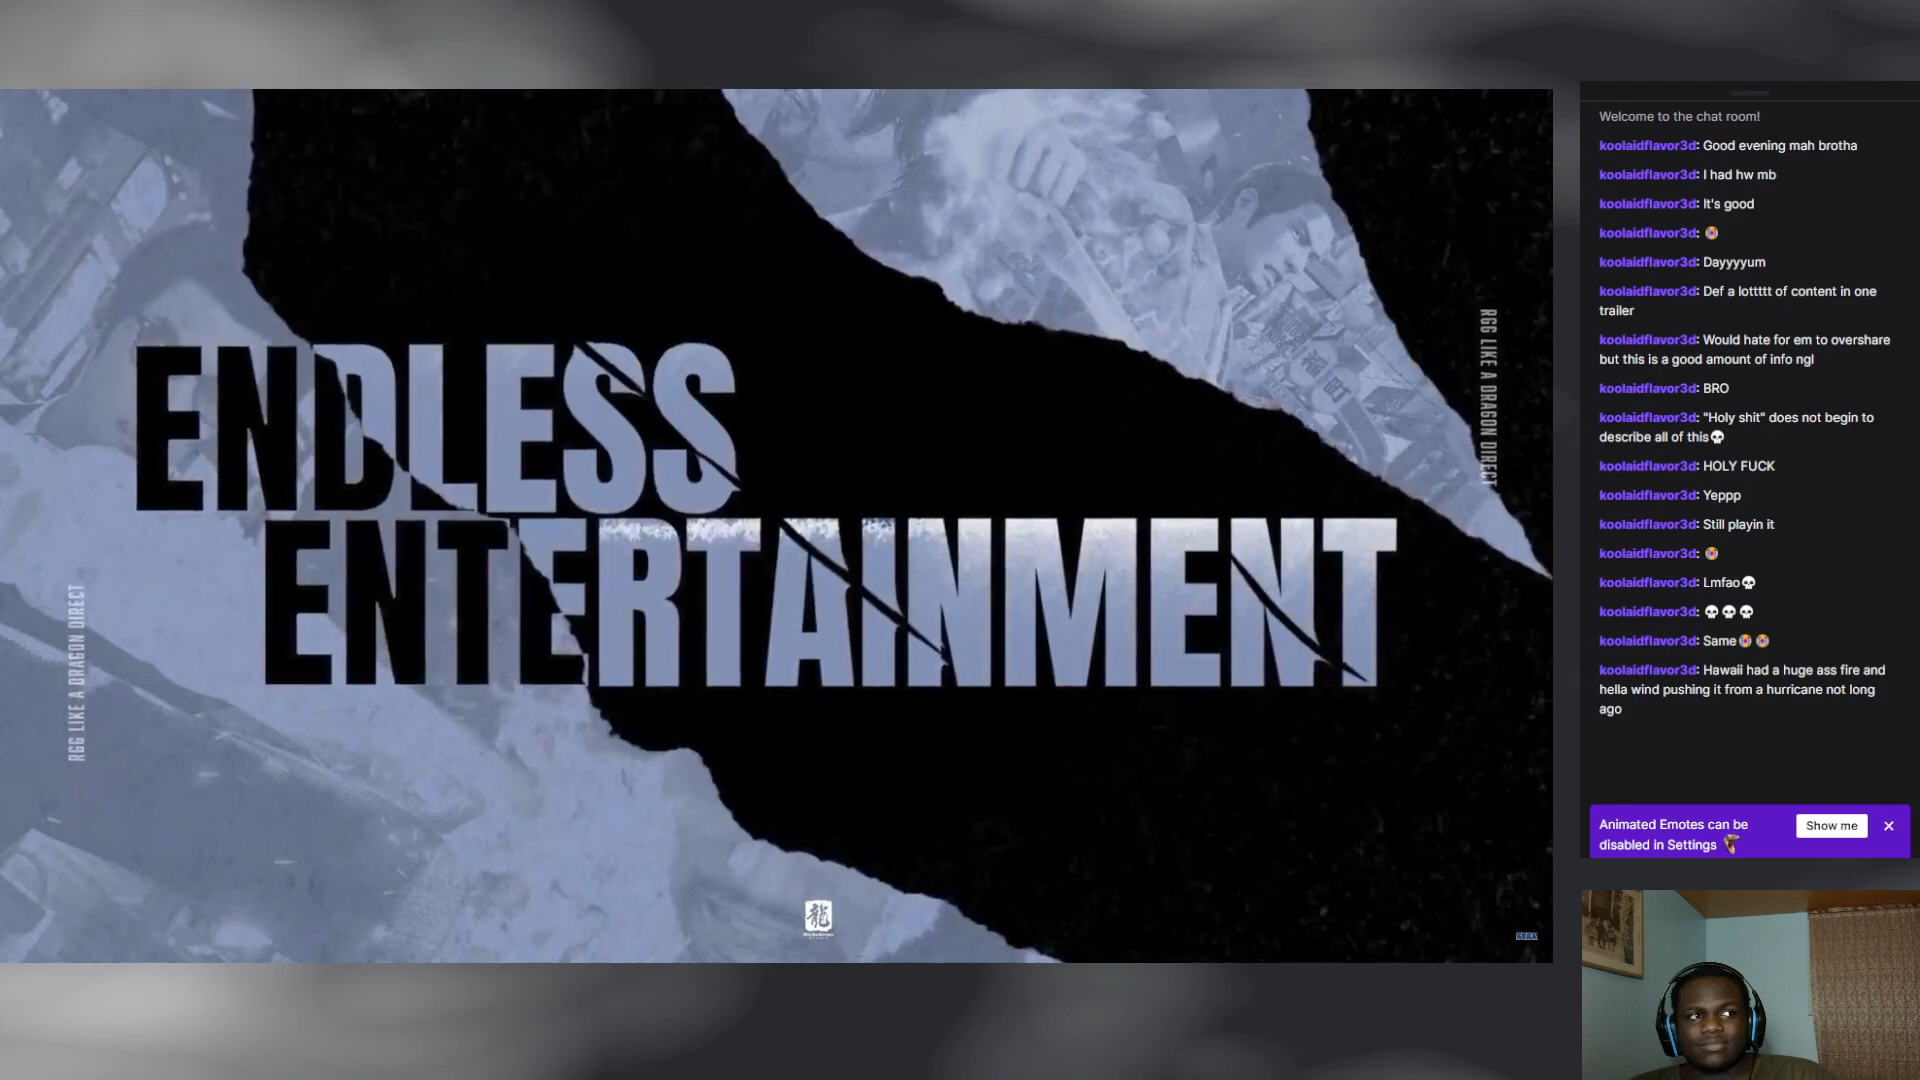 ENDLESS
ENTERTAINMENT
RGG LIKE A DRAGON DIRECT
RGG LIKE A DRAGON DIRECT
龍
SEGA
Welcome to the chat room!
koolaidflavor3d: Good evening mah brotha
koolaidflavor3d: I had hw mb
koolaidflavor3d: It's good
koolaidflavor3d:
koolaidflavor3d: Dayyyyum
koolaidflavor3d: Def a lottttt of content in one
trailer
koolaidflavor3d: Would hate for em to overshare
but this is a good amount of info ngl
koolaidflavor3d: BRO
koolaidflavor3d: "Holy shit" does not begin to
describe all of this💀
koolaidflavor3d: HOLY FUCK
koolaidflavor3d: Yeppp
koolaidflavor3d: Still playin it
koolaidflavor3d:
koolaidflavor3d: Lmfao💀
koolaidflavor3d: 💀💀💀
koolaidflavor3d: Same
koolaidflavor3d: Hawaii had a huge ass fire and
hella wind pushing it from a hurricane not long
ago
Animated Emotes can be
disabled in Settings
Show me